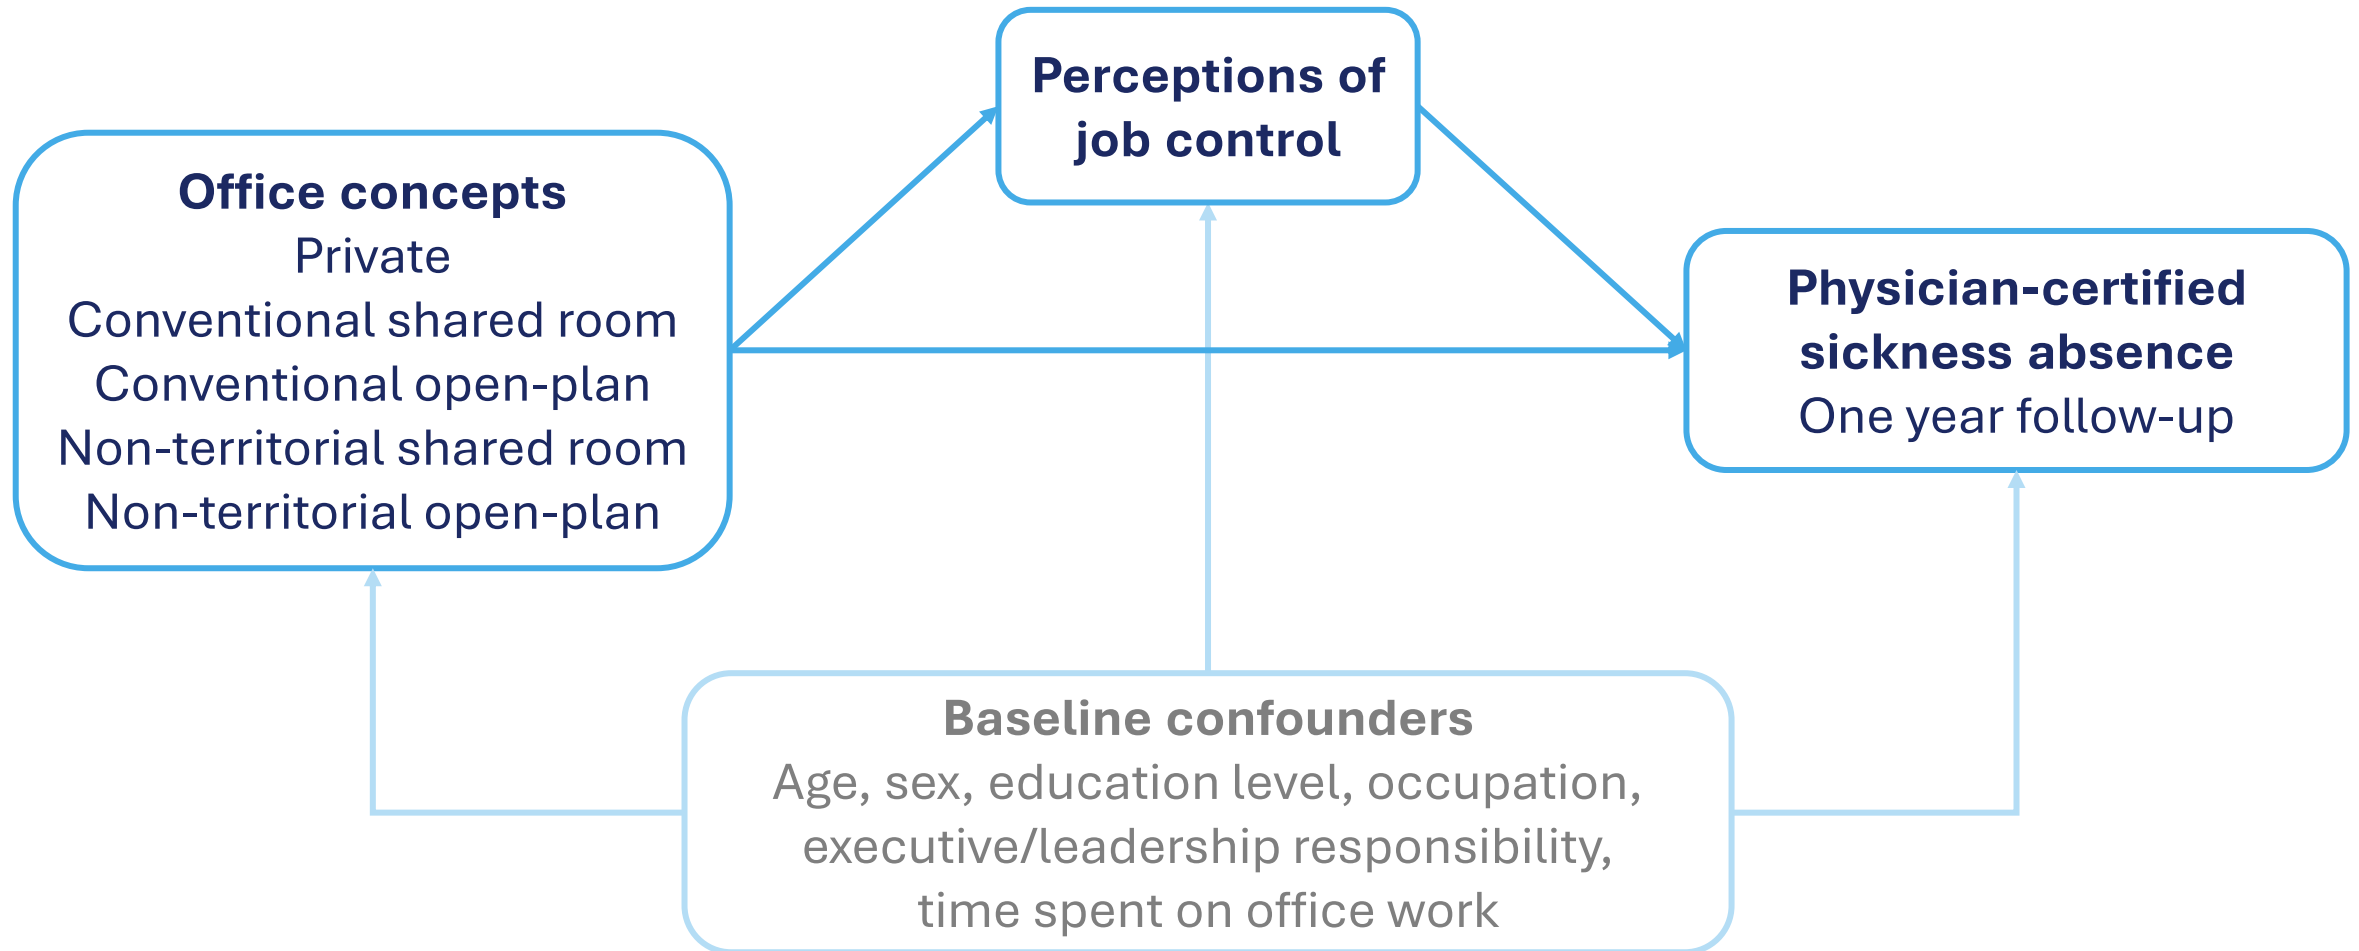 Perceptions of
job control
Office concepts
Private
Conventional shared room
Conventional open-plan
Non-territorial shared room
Non-territorial open-plan
Physician-certified
sickness absence
One year follow-up
Baseline confounders
Age, sex, education level, occupation,
executive/leadership responsibility,
time spent on office work